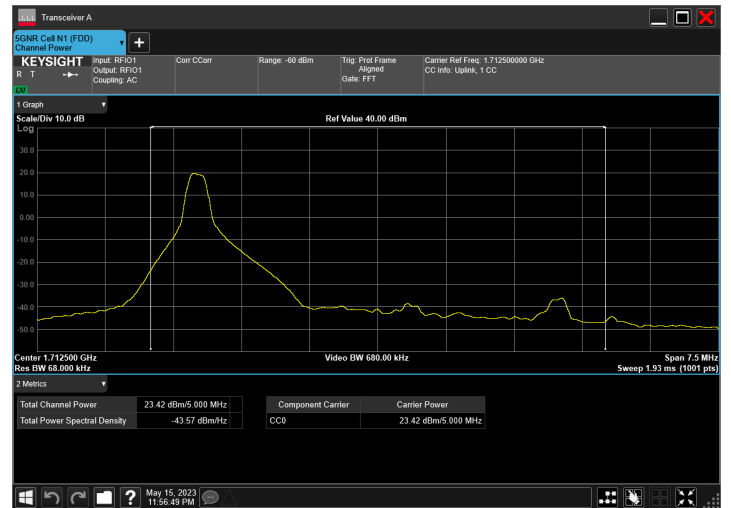 Transceiver A
5GNR Cell N1 (FDD)
Channel Power
KEYSIGHT
R T
LXI
Input: RFIO1
Output: RFIO1
Coupling: AC
Corr CCorr
Range: -60 dBm
Trig: Prot Frame
Aligned
Gate: FFT
Carrier Ref Freq: 1.712500000 GHz
CC Info: Uplink, 1 CC
1 Graph
Scale/Div 10.0 dB
Ref Value 40.00 dBm
Log
30.0
20.0
10.0
0.00
-10.0
-20.0
-30.0
-40.0
-50.0
Center 1.712500 GHz
Video BW 680.00 kHz
Span 7.5 MHz
Res BW 68.000 kHz
Sweep 1.93 ms (1001 pts)
2 Metrics
Total Channel Power 23.42 dBm/5.000 MHz
Total Power Spectral Density -43.57 dBm/Hz
Component Carrier Carrier Power
CC0 23.42 dBm/5.000 MHz
May 15, 2023
11:56:49 PM